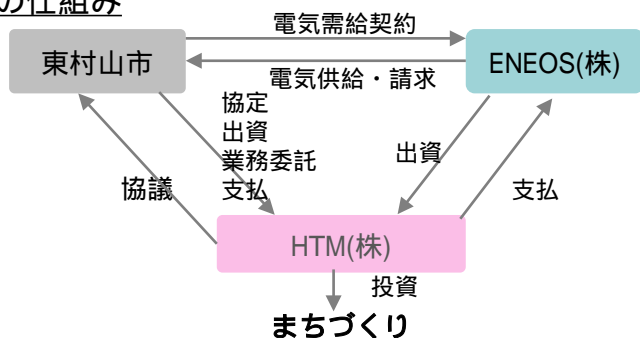 の仕組み
電気需給契約
東村山市
ENEOS(株)
電気供給・請求
協定
出資
業務委託
支払
出資
協議
支払
HTM(株)
投資
まちづくり